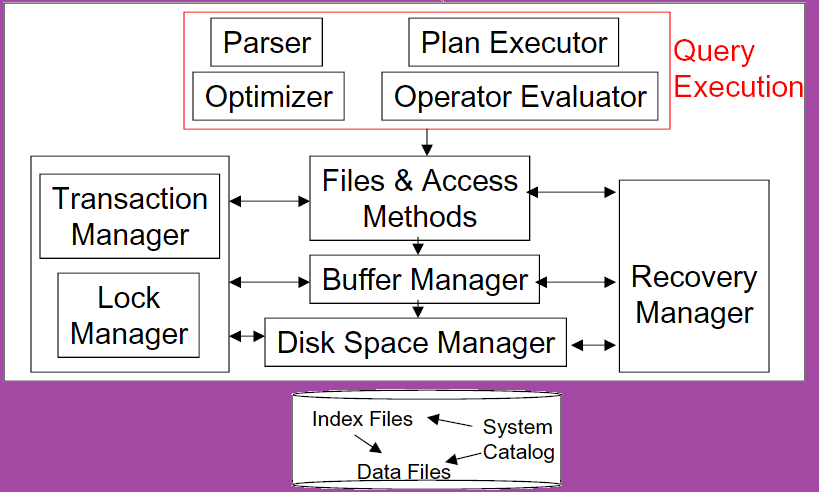 Parser
Plan Executor
Query
Execution
Optimizer
Operator Evaluator
Files & Access
Methods
Transaction
Manager
Lock
Manager
Buffer Manager
Recovery
Manager
Disk Space Manager
Index Files
System
Catalog
Data Files